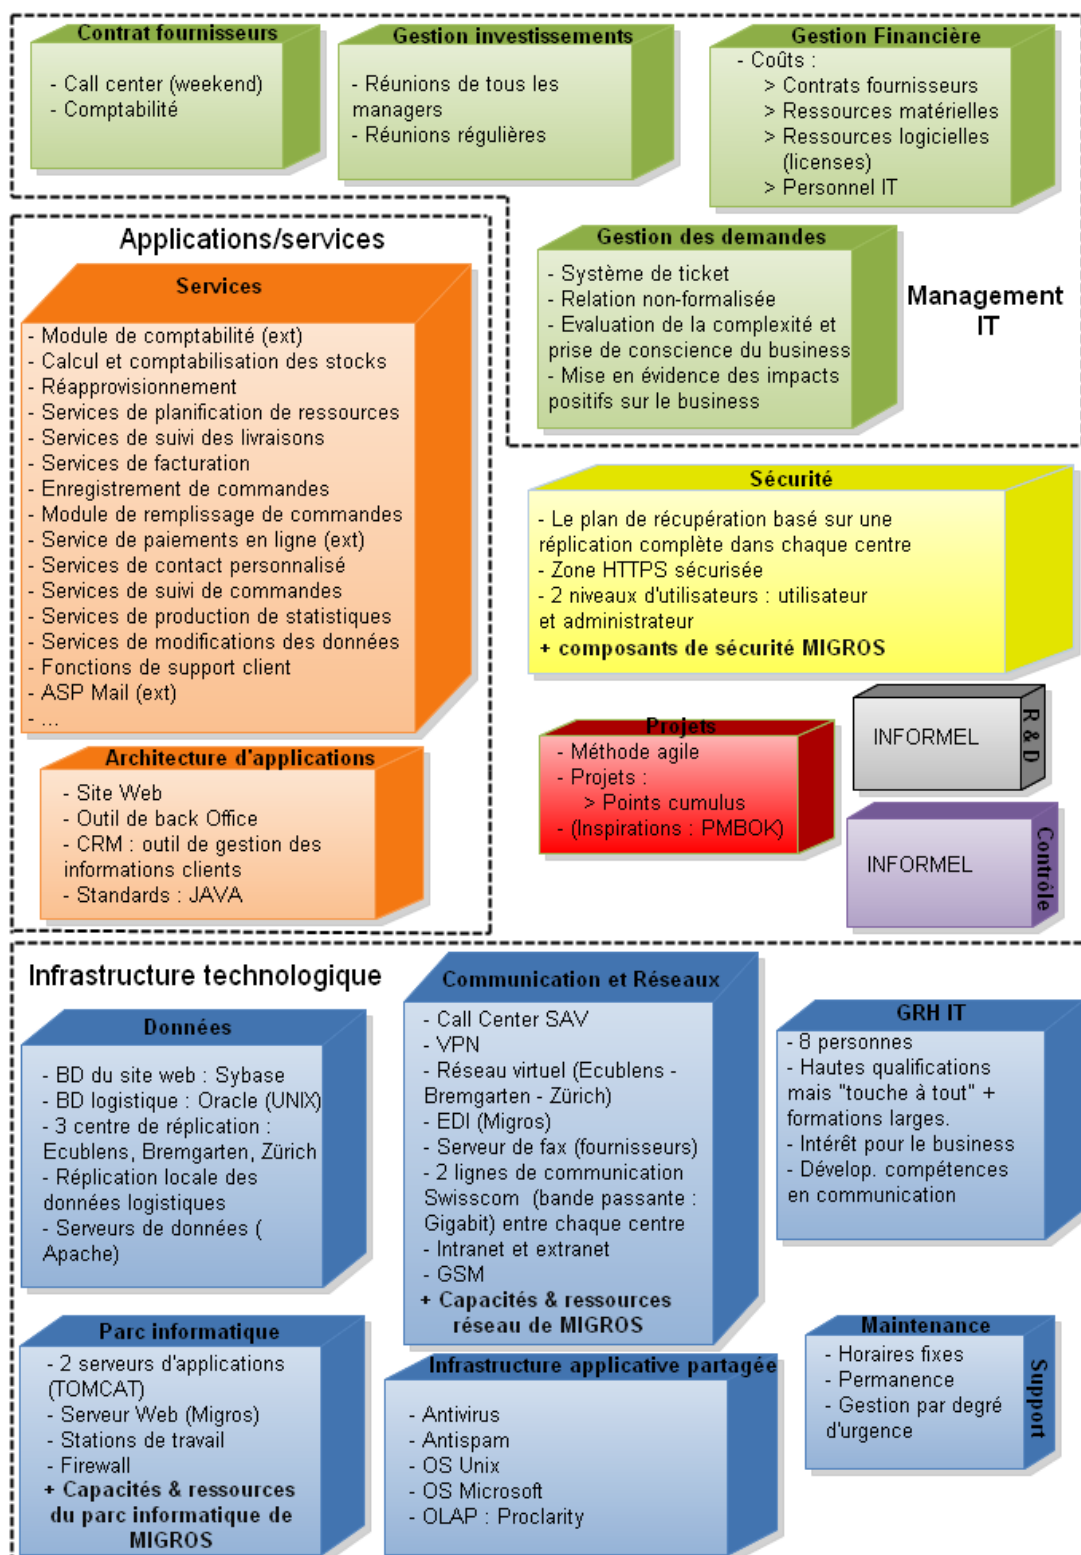 Contrat fournisseurs
- Call center (weekend)
- Comptabilité
Gestion investissements
- Réunions de tous les
managers
- Réunions régulières
Gestion Financière
- Coûts :
> Contrats fournisseurs
> Ressources matérielles
> Ressources logicielles
(licenses)
> Personnel IT
Gestion des demandes
- Système de ticket
- Relation non-formalisée
- Evaluation de la complexité et
prise de conscience du business
- Mise en évidence des impacts
positifs sur le business
Management
IT
Applications/services
Services
- Module de comptabilité (ext)
- Calcul et comptabilisation des stocks
- Réapprovisionnement
- Services de planification de ressources
- Services de suivi des livraisons
- Services de facturation
- Enregistrement de commandes
- Module de remplissage de commandes
- Service de paiements en ligne (ext)
- Services de contact personnalisé
- Services de suivi de commandes
- Services de production de statistiques
- Services de modifications des données
- Fonctions de support client
- ASP Mail (ext)
- ...
Architecture d'applications
- Site Web
- Outil de back Office
- CRM : outil de gestion des
informations clients
- Standards : JAVA
Sécurité
- Le plan de récupération basé sur une
réplication complète dans chaque centre
- Zone HTTPS sécurisée
- 2 niveaux d'utilisateurs : utilisateur
et administrateur
+ composants de sécurité MIGROS
Projets
- Méthode agile
- Projets :
> Points cumulus
- (Inspirations : PMBOK)
INFORMEL
R & D
INFORMEL
Contrôle
Infrastructure technologique
Données
- BD du site web : Sybase
- BD logistique : Oracle (UNIX)
- 3 centre de réplication :
Ecublens, Bremgarten, Zürich
- Réplication locale des
données logistiques
- Serveurs de données (
Apache)
Communication et Réseaux
- Call Center SAV
- VPN
- Réseau virtuel (Ecublens -
Bremgarten - Zürich)
- EDI (Migros)
- Serveur de fax (fournisseurs)
- 2 lignes de communication
Swisscom (bande passante :
Gigabit) entre chaque centre
- Intranet et extranet
- GSM
+ Capacités & ressources
réseau de MIGROS
GRH IT
- 8 personnes
- Hautes qualifications
mais "touche à tout" +
formations larges.
- Intérêt pour le business
- Dévelop. compétences
en communication
Parc informatique
- 2 serveurs d'applications
(TOMCAT)
- Serveur Web (Migros)
- Stations de travail
- Firewall
+ Capacités & ressources
du parc informatique de
MIGROS
Infrastructure applicative partagée
- Antivirus
- Antispam
- OS Unix
- OS Microsoft
- OLAP : Proclarity
Maintenance
- Horaires fixes
- Permanence
- Gestion par degré
d'urgence
Support